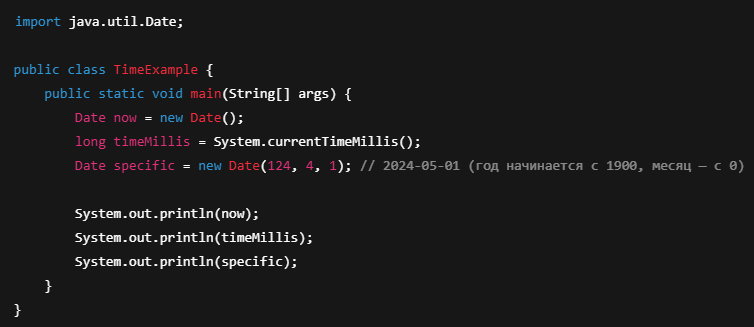 import java.util.Date;
public class TimeExample {
public static void main(String[] args) {
Date now = new Date();
long timeMillis = System.currentTimeMillis();
Date specific = new Date(124, 4, 1); // 2024-05-01 (год начинается с 1900, месяц — с 0)
System.out.println(now);
System.out.println(timeMillis);
System.out.println(specific);
}
}